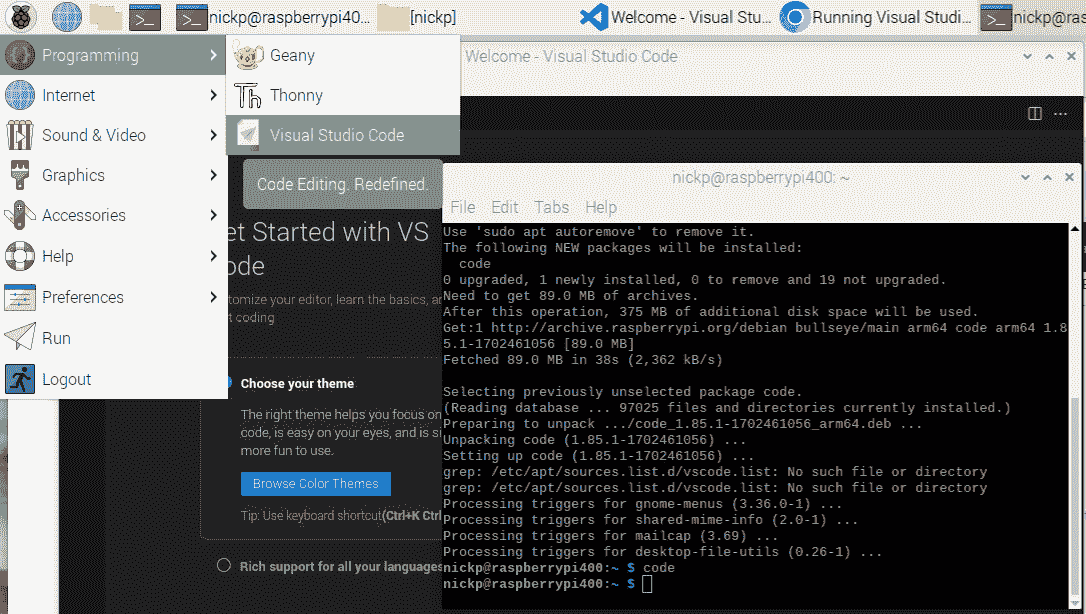 nickp@raspberrypi40...
[nickp]
Welcome - Visual Stu...
Running Visual Studi...
nickp@ras
Programming
Internet
Sound & Video
Graphics
Accessories
Help
Preferences
Run
Logout
Geany
Th Thonny
Visual Studio Code
Code Editing. Redefined.
Welcome - Visual Studio Code
et Started with VS
ode
tomize your editor, learn the basics, a
t coding
Choose your theme
The right theme helps you focus on
code, is easy on your eyes, and is si
more fun to use.
Browse Color Themes
Tip: Use keyboard shortcut (Ctrl+K Ctrl
Rich support for all your languages
nickp@raspberrypi400: ~
File Edit Tabs Help
Use 'sudo apt autoremove' to remove it.
The following NEW packages will be installed:
code
0 upgraded, 1 newly installed, 0 to remove and 19 not upgraded.
Need to get 89.0 MB of archives.
After this operation, 375 MB of additional disk space will be used.
Get:1 http://archive.raspberrypi.org/debian bullseye/main arm64 code arm64 1.8
5.1-1702461056 [89.0 MB]
Fetched 89.0 MB in 38s (2,362 kB/s)
Selecting previously unselected package code.
(Reading database ... 97025 files and directories currently installed.)
Preparing to unpack .../code_1.85.1-1702461056_arm64.deb ...
Unpacking code (1.85.1-1702461056) ...
Setting up code (1.85.1-1702461056) ...
grep: /etc/apt/sources.list.d/vscode.list: No such file or directory
grep: /etc/apt/sources.list.d/vscode.list: No such file or directory
Processing triggers for gnome-menus (3.36.0-1) ...
Processing triggers for shared-mime-info (2.0-1) ...
Processing triggers for mailcap (3.69) ...
Processing triggers for desktop-file-utils (0.26-1) ...
nickp@raspberrypi400:~ $ code
nickp@raspberrypi400:~ $